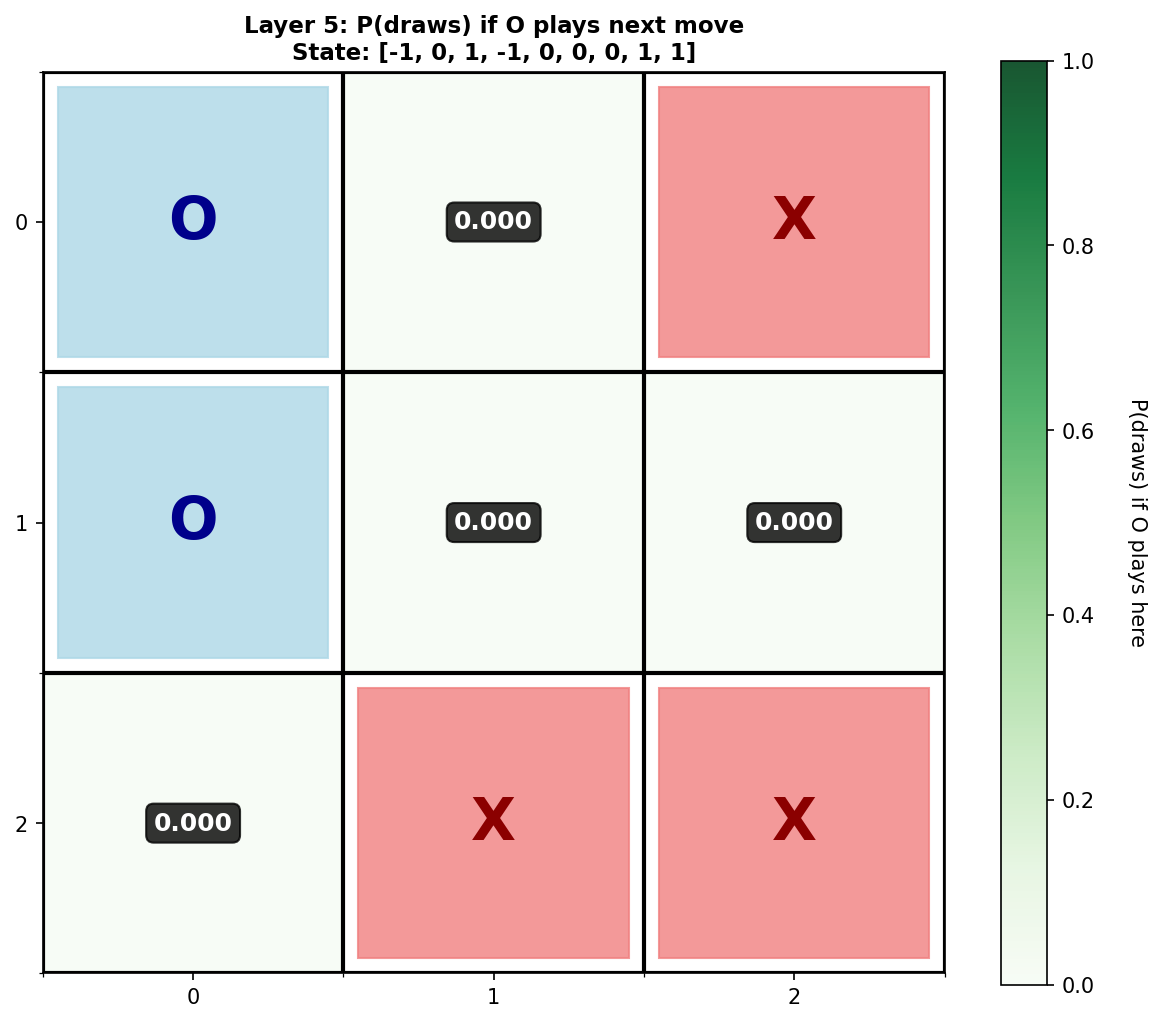 Layer 5: P(draws) if O plays next move
State: [-1, 0, 1, -1, 0, 0, 0, 1, 1]
O
0.000
X
O
0.000
0.000
0.000
X
X
0
1
2
0
1
2
1.0
0.8
0.6
0.4
0.2
0.0
P(draws) if O plays here